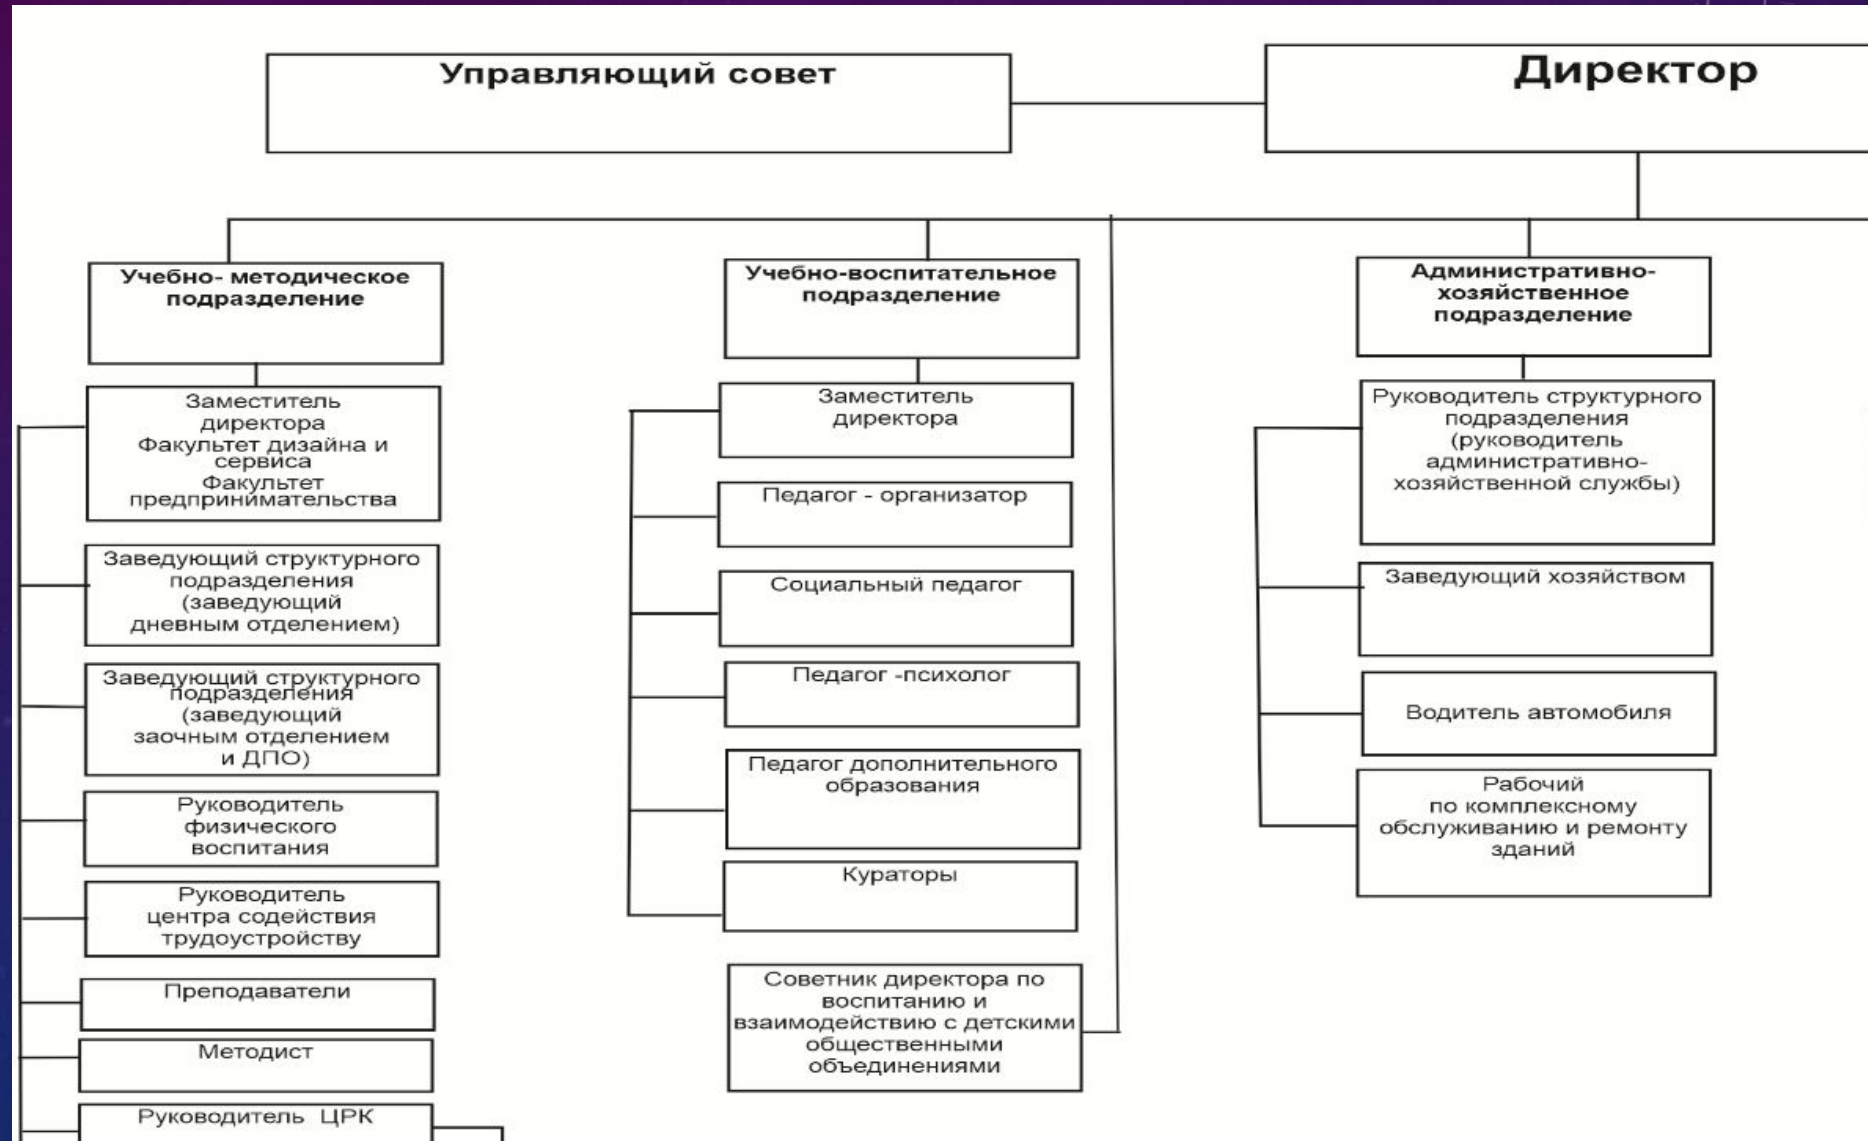 Управляющий совет
Директор
Учебно- методическое
подразделение
Заместитель
директора
Факультет дизайна и
сервиса
Факультет
предпринимательства
Заведующий структурного
подразделения
(заведующий
дневным отделением)
Заведующий структурного
подразделения
(заведующий
заочным отделением
и ДПО)
Руководитель
физического
воспитания
Руководитель
центра содействия
трудоустройству
Преподаватели
Методист
Руководитель ЦРК
Учебно-воспитательное
подразделение
Заместитель
директора
Педагог - организатор
Социальный педагог
Педагог -психолог
Педагог дополнительного
образования
Кураторы
Советник директора по
воспитанию и
взаимодействию с детскими
общественными
объединениями
Административно-
хозяйственное
подразделение
Руководитель структурного
подразделения
(руководитель
административно-
хозяйственной службы)
Заведующий хозяйством
Водитель автомобиля
Рабочий
по комплексному
обслуживанию и ремонту
зданий